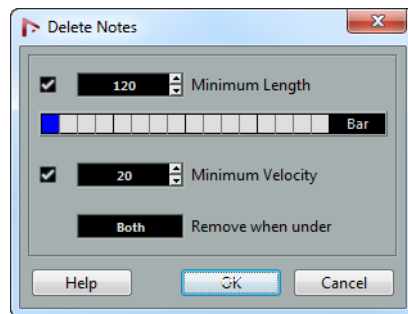 Delete Notes
120 Minimum Length
Bar
20 Minimum Velocity
Both Remove when under
Help OK Cancel